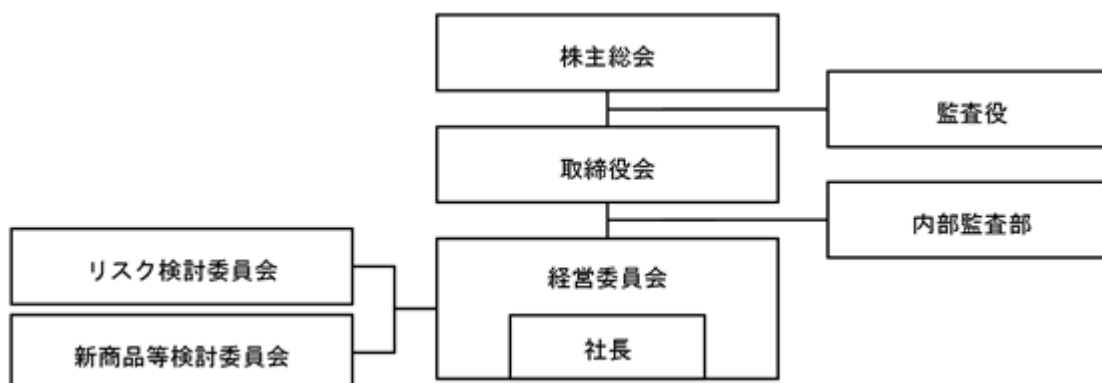 株主総会
監査役
取締役会
内部監査部
リスク検討委員会
経営委員会
社長
新商品等検討委員会